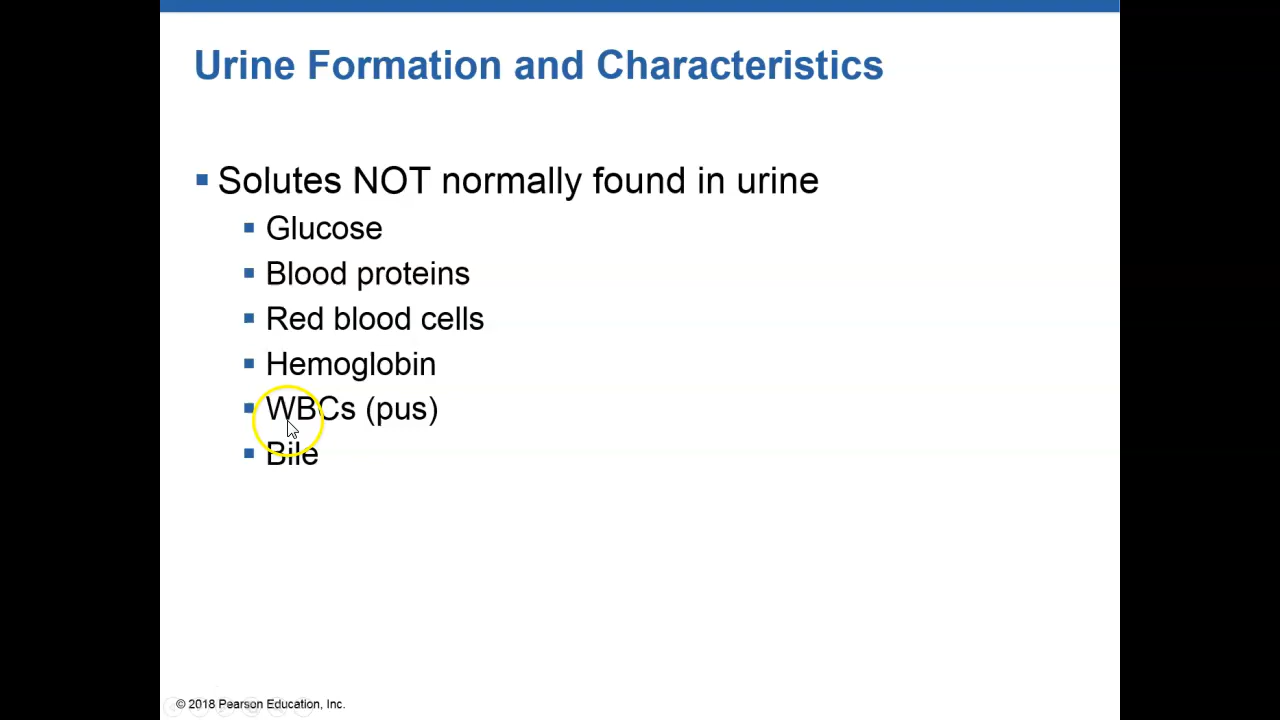 Urine Formation and Characteristics
Solutes NOT normally found in urine
Glucose
Blood proteins
Red blood cells
Hemoglobin
WBCs (pus)
Bile
© 2018 Pearson Education, Inc.